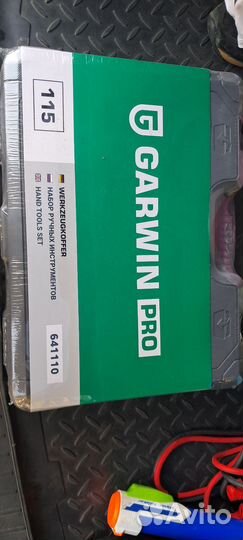 115
GARWIN PRO
WERKZEUGKOFFER
НАБОР РУЧНЫХ ИНСТРУМЕНТОВ
HAND TOOLS SET
641110
Avito